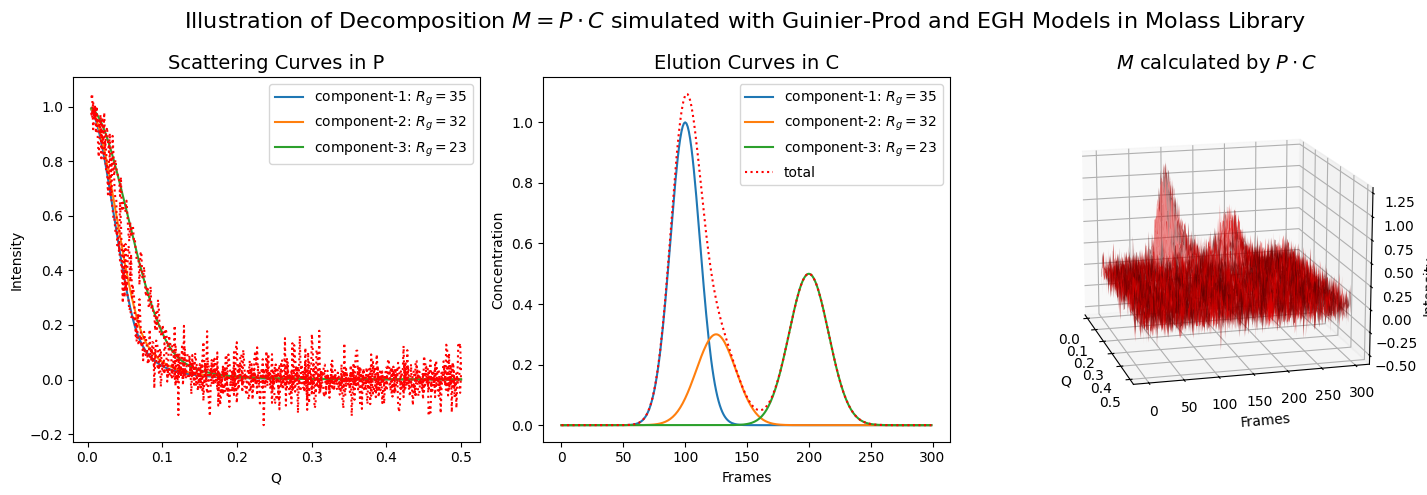 Illustration of Decomposition M = P · C simulated with Guinier-Prod and EGH Models in Molass Library
Scattering Curves in P
component-1: R_g = 35
component-2: R_g = 32
component-3: R_g = 23
Intensity
1.0
0.8
0.6
0.4
0.2
0.0
−0.2
0.0 0.1 0.2 0.3 0.4 0.5
Q
Elution Curves in C
component-1: R_g = 35
component-2: R_g = 32
component-3: R_g = 23
total
Concentration
1.0
0.8
0.6
0.4
0.2
0.0
0 50 100 150 200 250 300
Frames
M calculated by P · C
1.25
1.00
0.75
0.50
0.25
0.00
−0.25
−0.50
0.0
0.1
0.2
0.3
0.4
0.5
Q
0 50 100 150 200 250 300
Frames